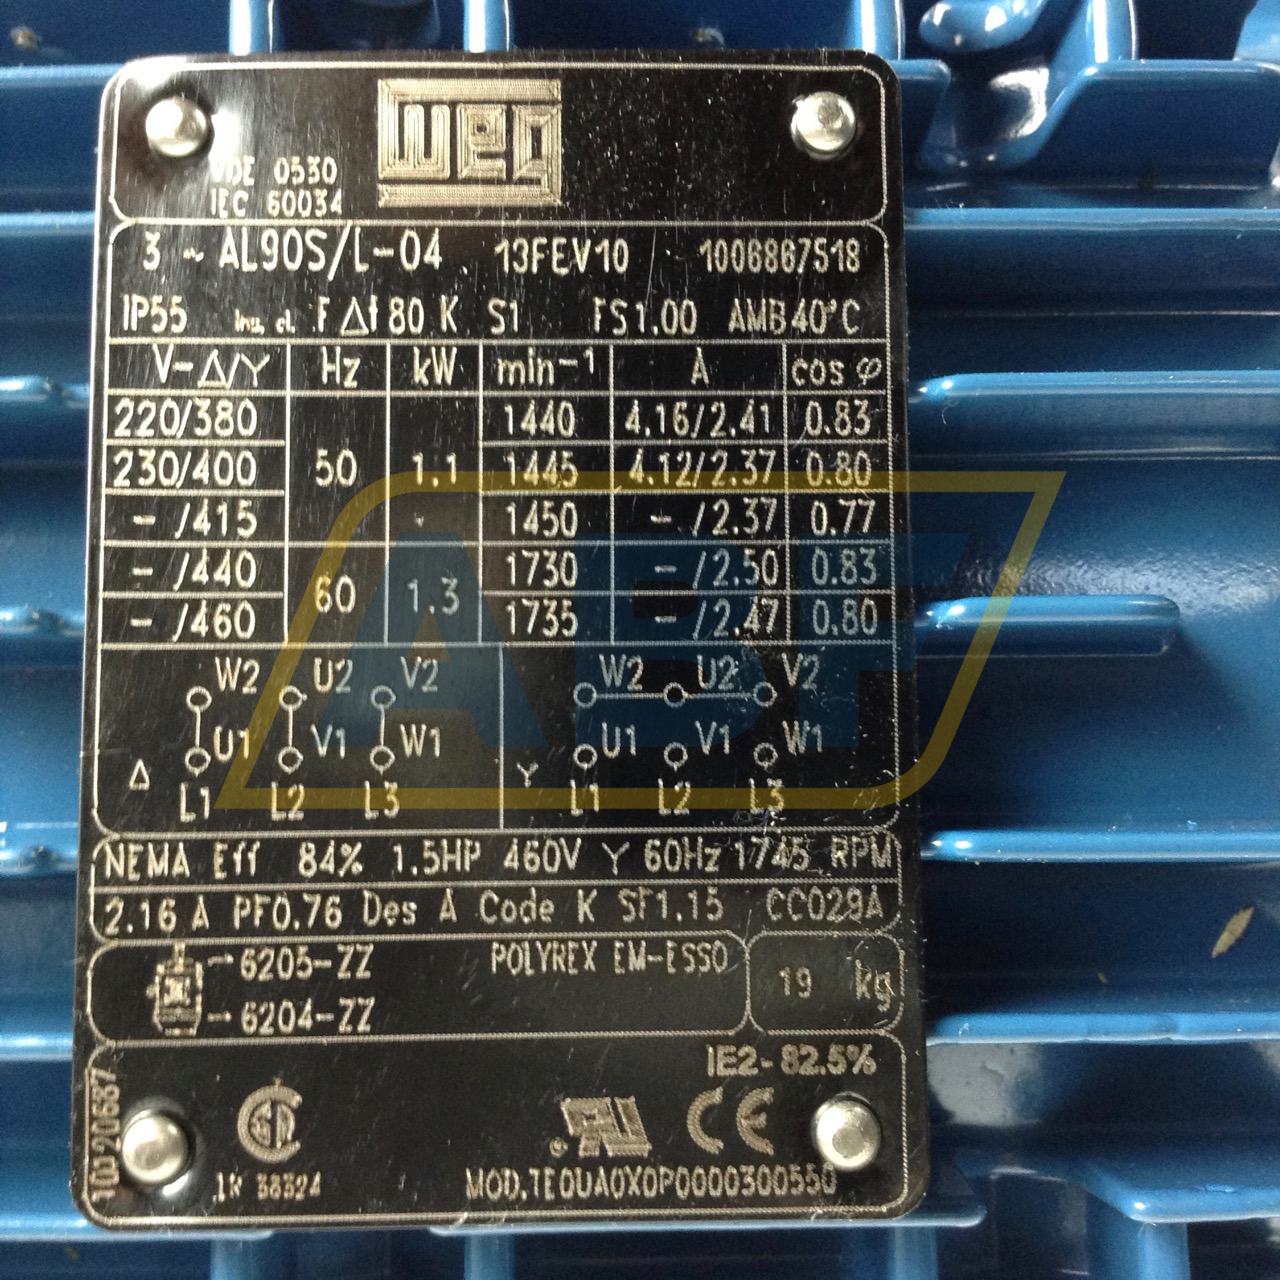 weg
VDE 0530
IEC 60034
3 ~ AL90S/L-04 13FEV10 1006867518
IP55 Ins. cl. F Δt 80 K S1 FS1.00 AMB 40°C
V-Δ/Y Hz kW min⁻¹ A cos φ
220/380 1440 4.16/2.41 0.83
230/400 50 1.1 1445 4.12/2.37 0.80
- /415 1450 - /2.37 0.77
- /440 1730 - /2.50 0.83
60 1.3
- /460 1735 - /2.47 0.80
W2 U2 V2 W2 U2 V2
U1 V1 W1 U1 V1 W1
Δ L1 L2 L3 Y L1 L2 L3
NEMA Eff 84% 1.5HP 460V Y 60Hz 1745 RPM
2.16 A PF0.76 Des A Code K SF1.15 CC029A
6205-ZZ POLYREX EM-ESSO
6204-ZZ
19 kg
IE2-82.5%
CE
MOD.TE0UA0X0P0000300550
ABF